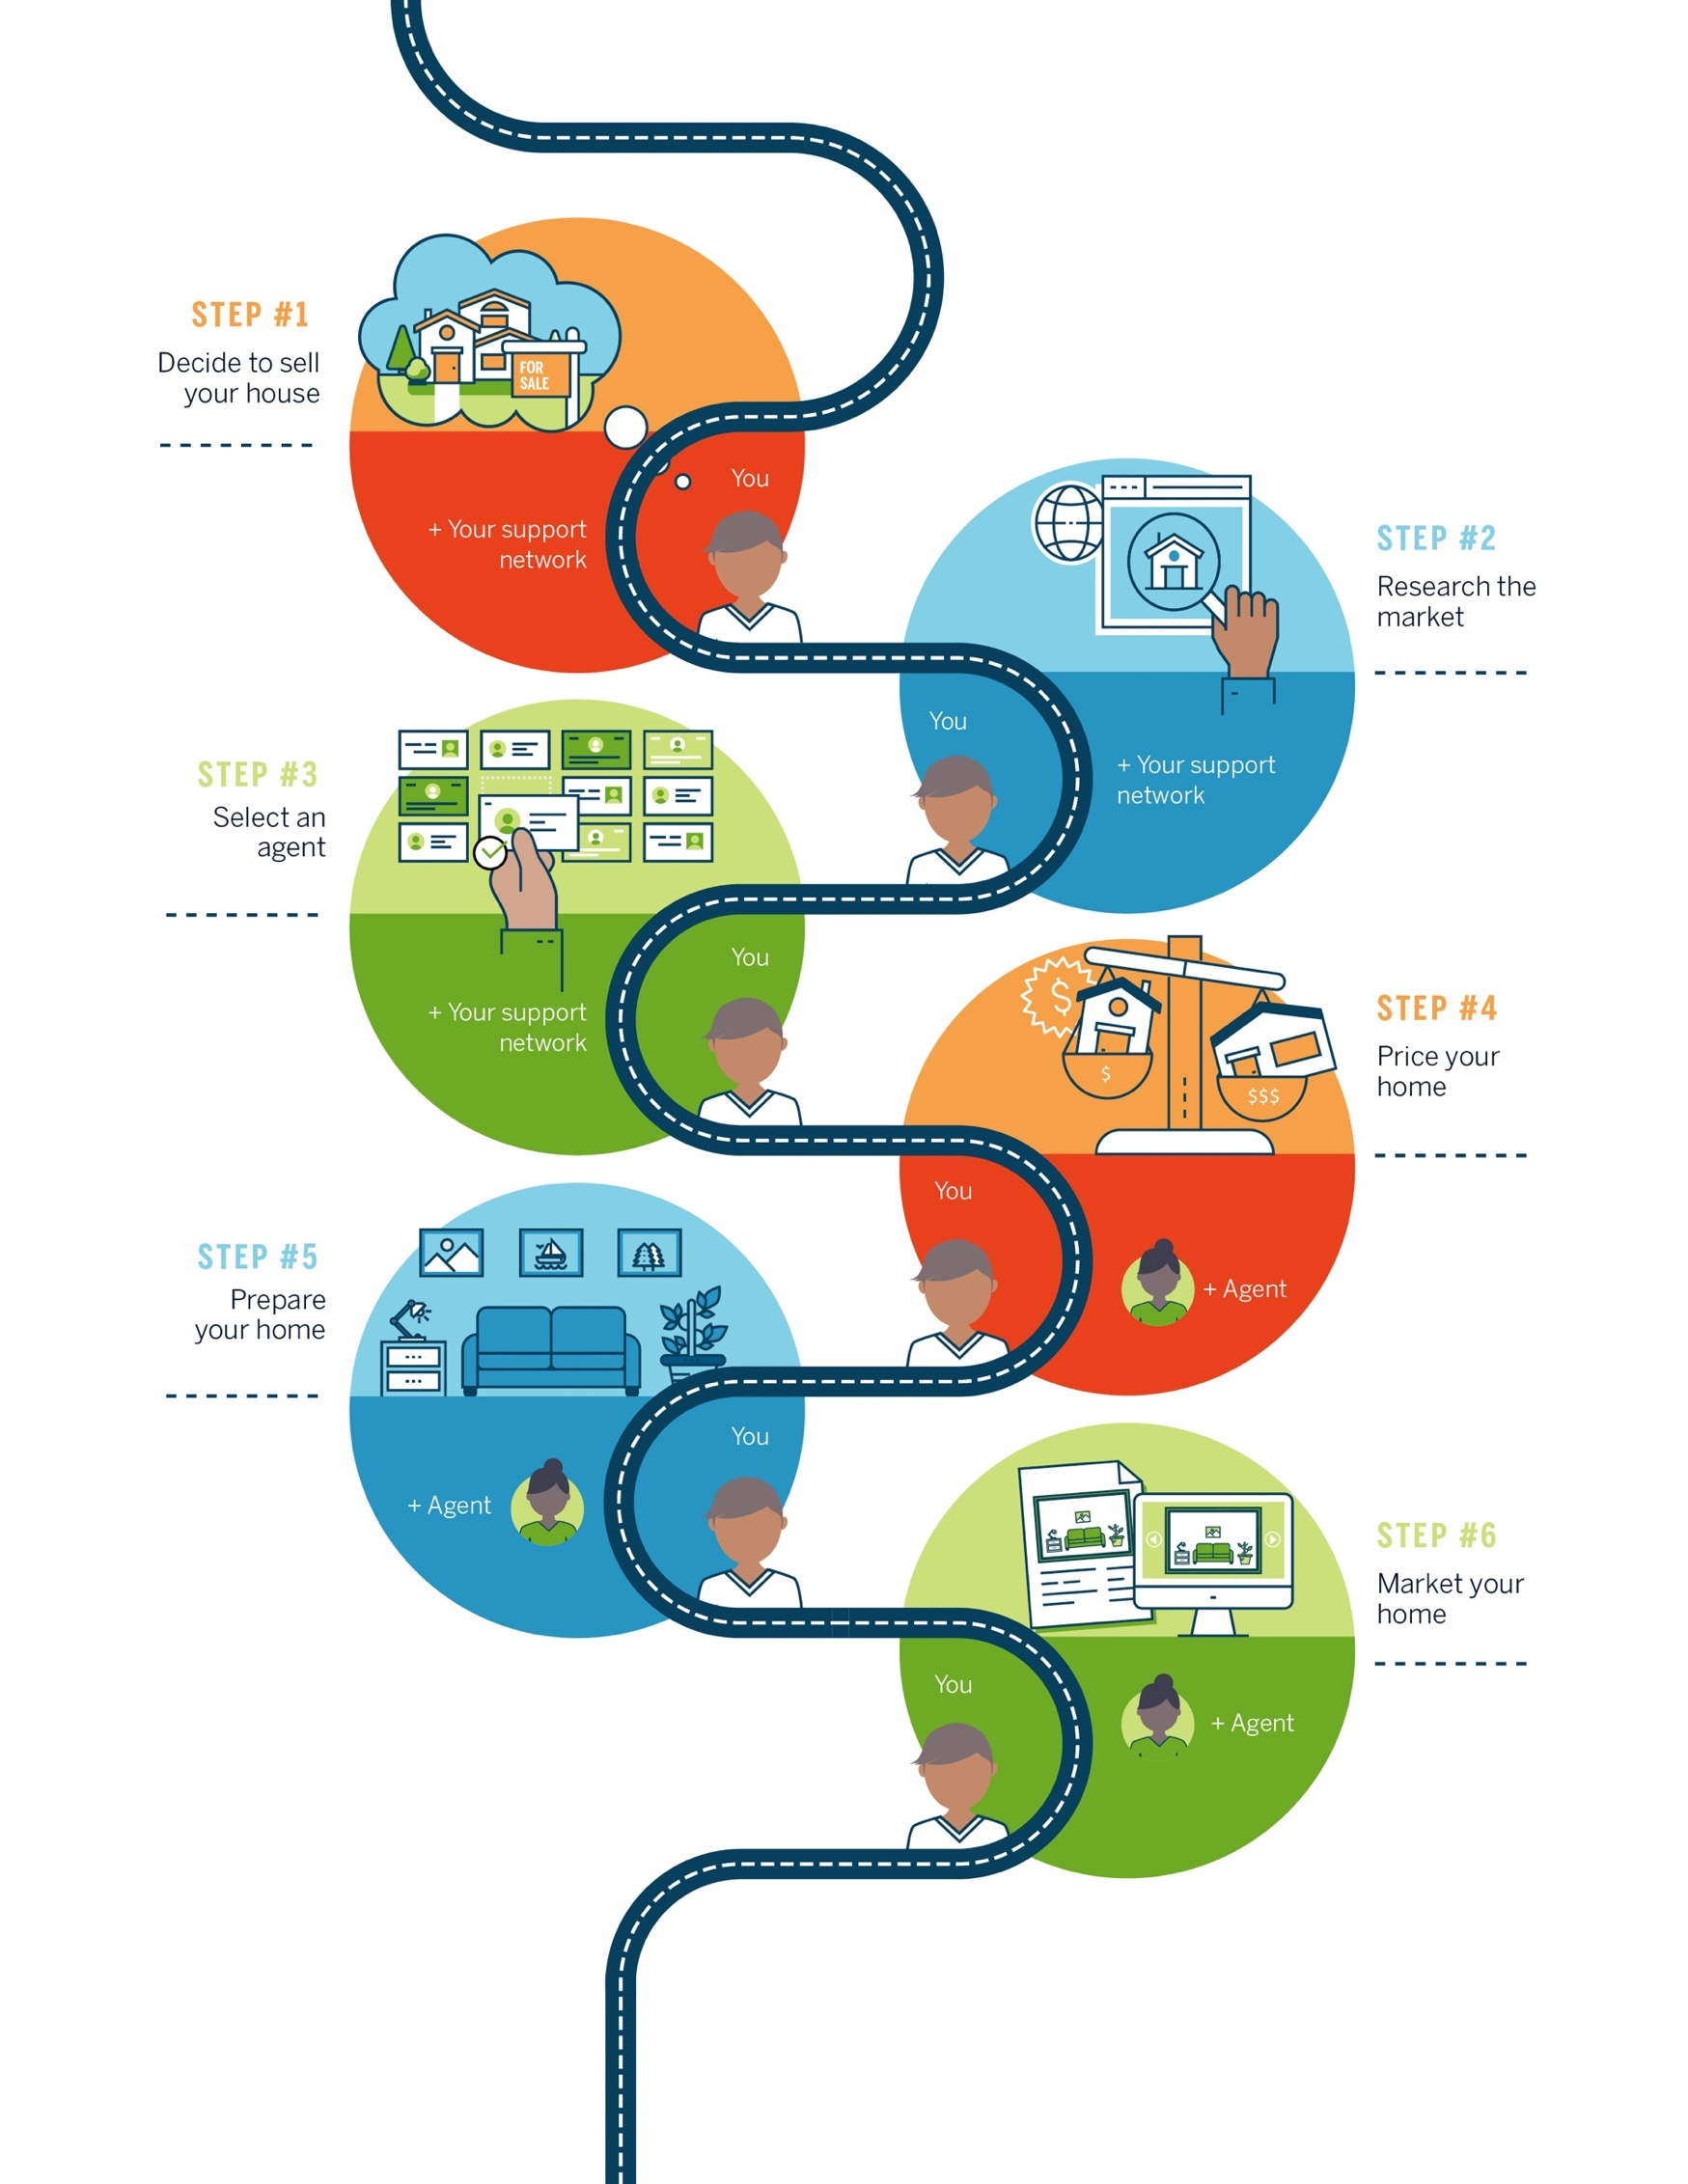 STEP #1
Decide to sell
your house
FOR
SALE
You
+ Your support
network
STEP #2
Research the
market
You
+ Your support
network
STEP #3
Select an
agent
You
+ Your support
network
STEP #4
Price your
home
$
$
$$$
You
+ Agent
STEP #5
Prepare
your home
You
+ Agent
STEP #6
Market your
home
You
+ Agent